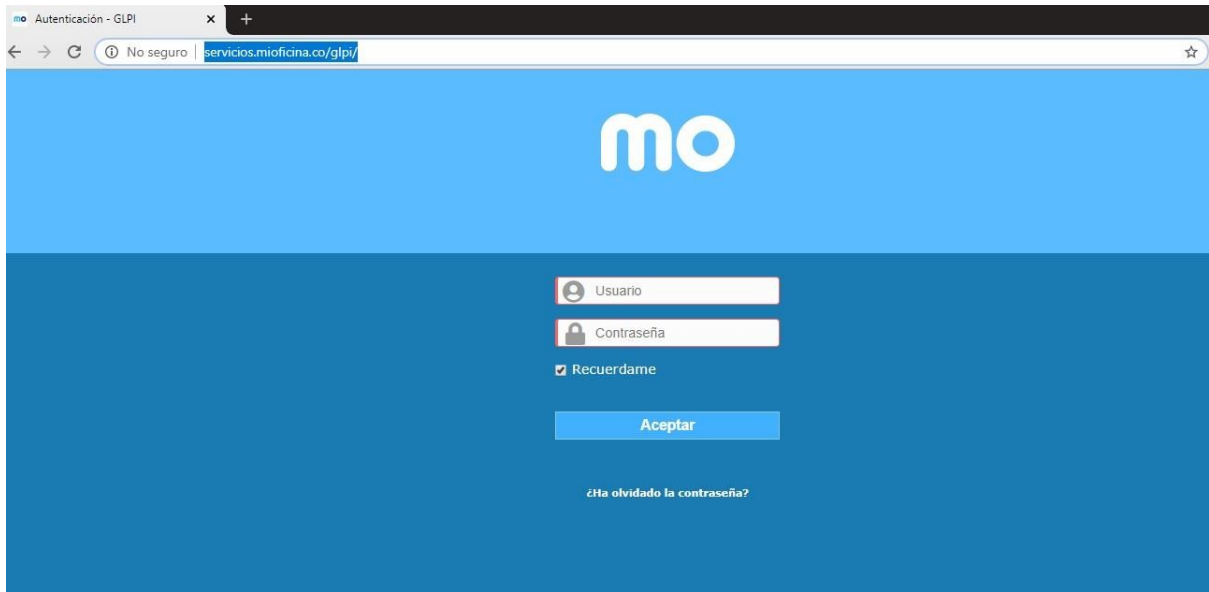 mo Autenticación - GLPI
No seguro | servicios.mioficina.co/glpi/
mo
Usuario
Contraseña
Recuerdame
Aceptar
¿Ha olvidado la contraseña?